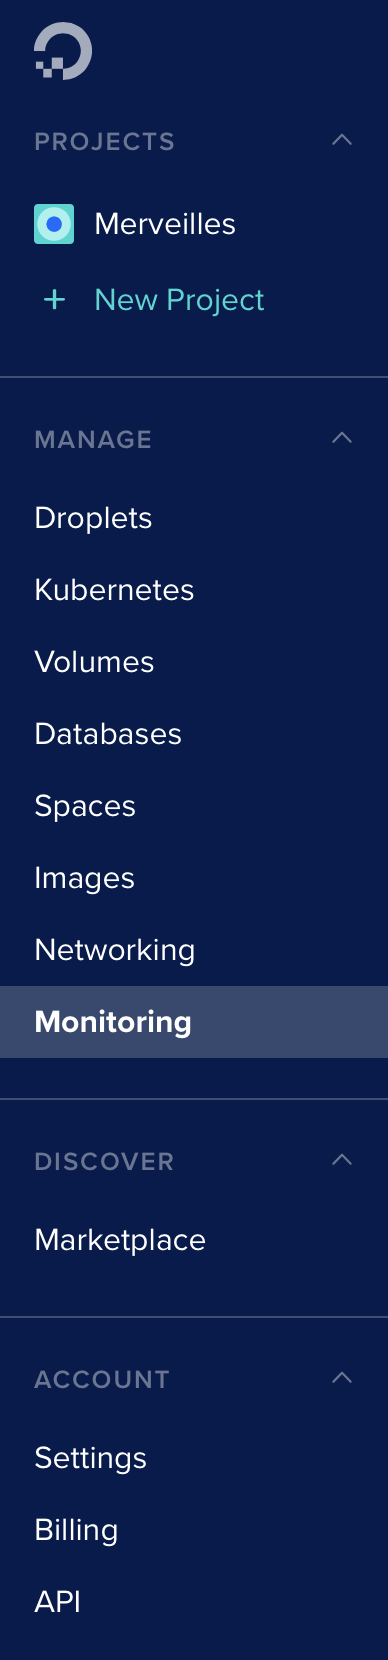 PROJECTS
Merveilles
+ New Project
MANAGE
Droplets
Kubernetes
Volumes
Databases
Spaces
Images
Networking
Monitoring
DISCOVER
Marketplace
ACCOUNT
Settings
Billing
API